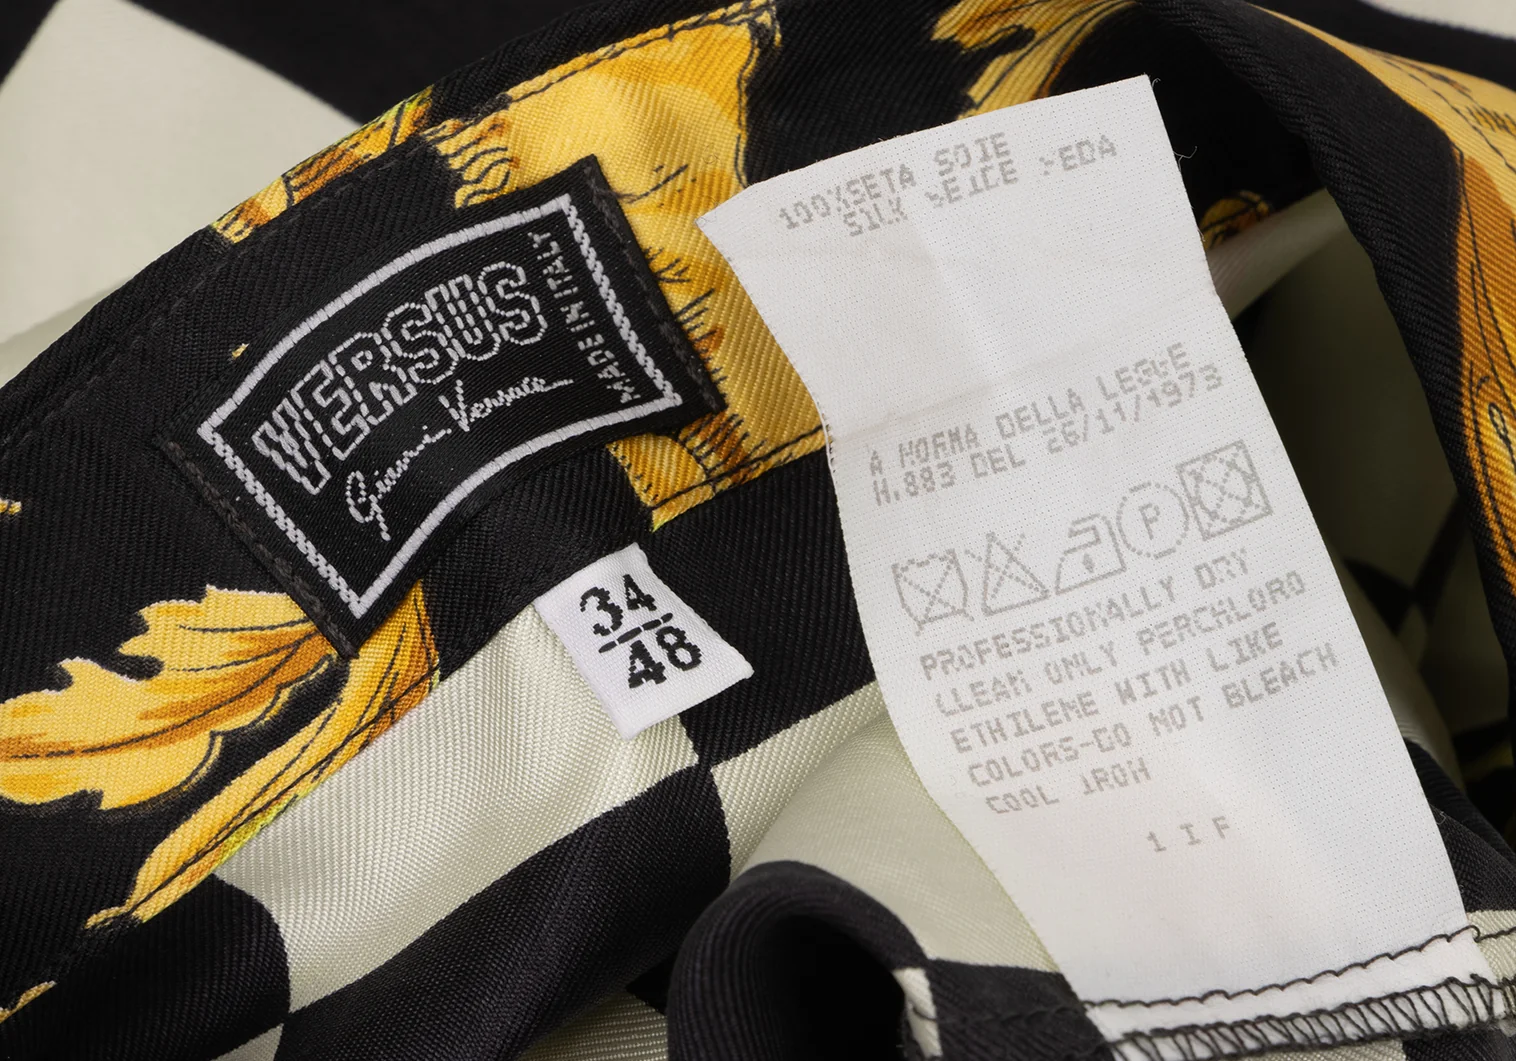 VERSUS
Gianni Versace
MADE IN ITALY
34
48
100%SETA SOIE
SILK SEIDE SEDA
A NORMA DELLA LEGGE
N.883 DEL 26/11/1973
P
PROFESSIONALLY DRY
CLEAN ONLY PERCHLORO
ETHILENE WITH LIKE
COLORS-DO NOT BLEACH
COOL IRON
1 I F